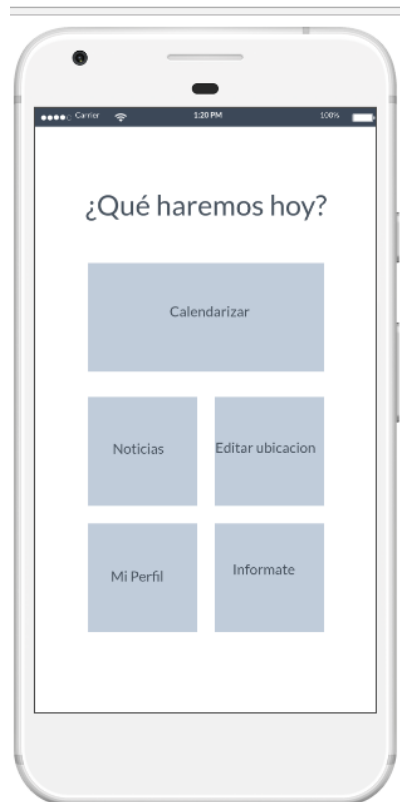 Carrier 1:20 PM 100%
¿Qué haremos hoy?
Calendarizar
Noticias Editar ubicacion
Mi Perfil Informate